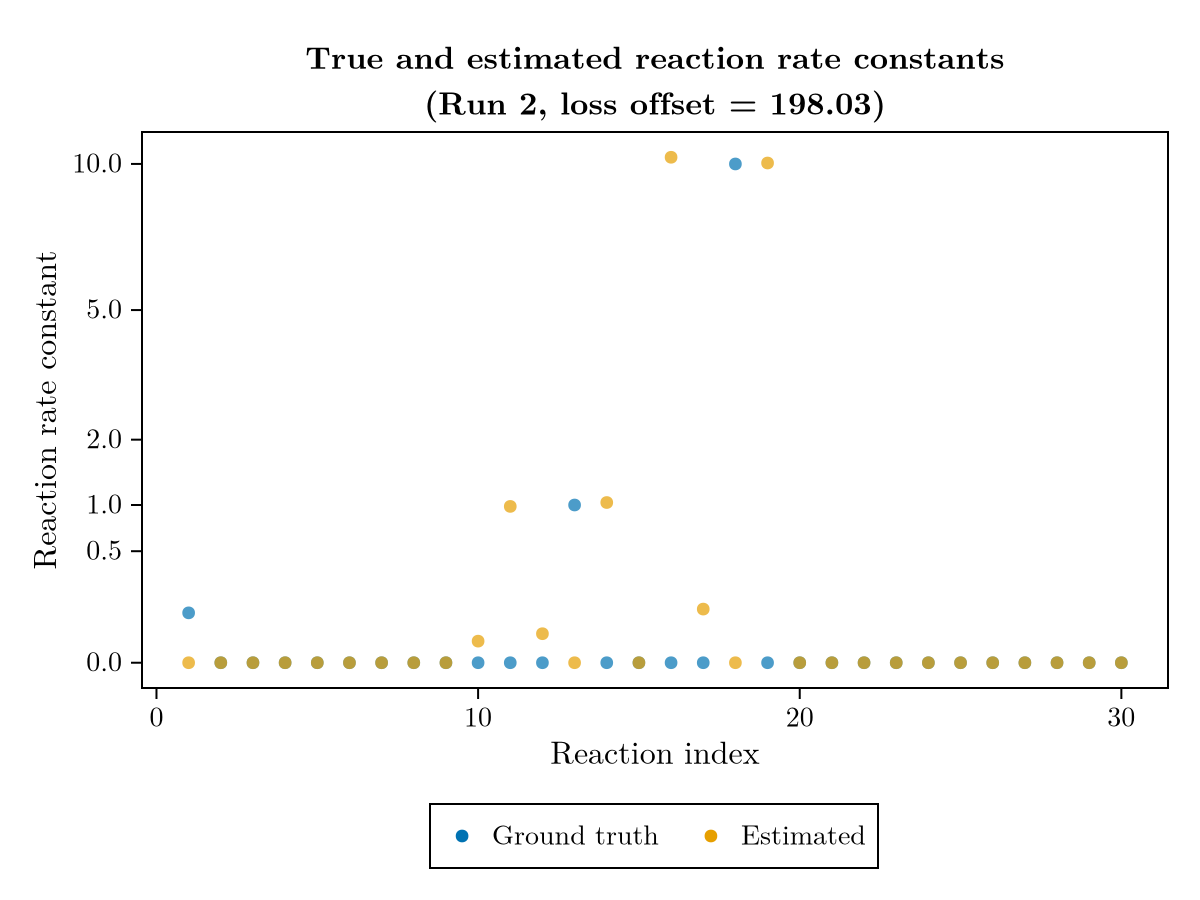 True and estimated reaction rate constants
(Run 2, loss offset = 198.03)
Reaction rate constant
10.0
5.0
2.0
1.0
0.5
0.0
0 10 20 30
Reaction index
Ground truth Estimated